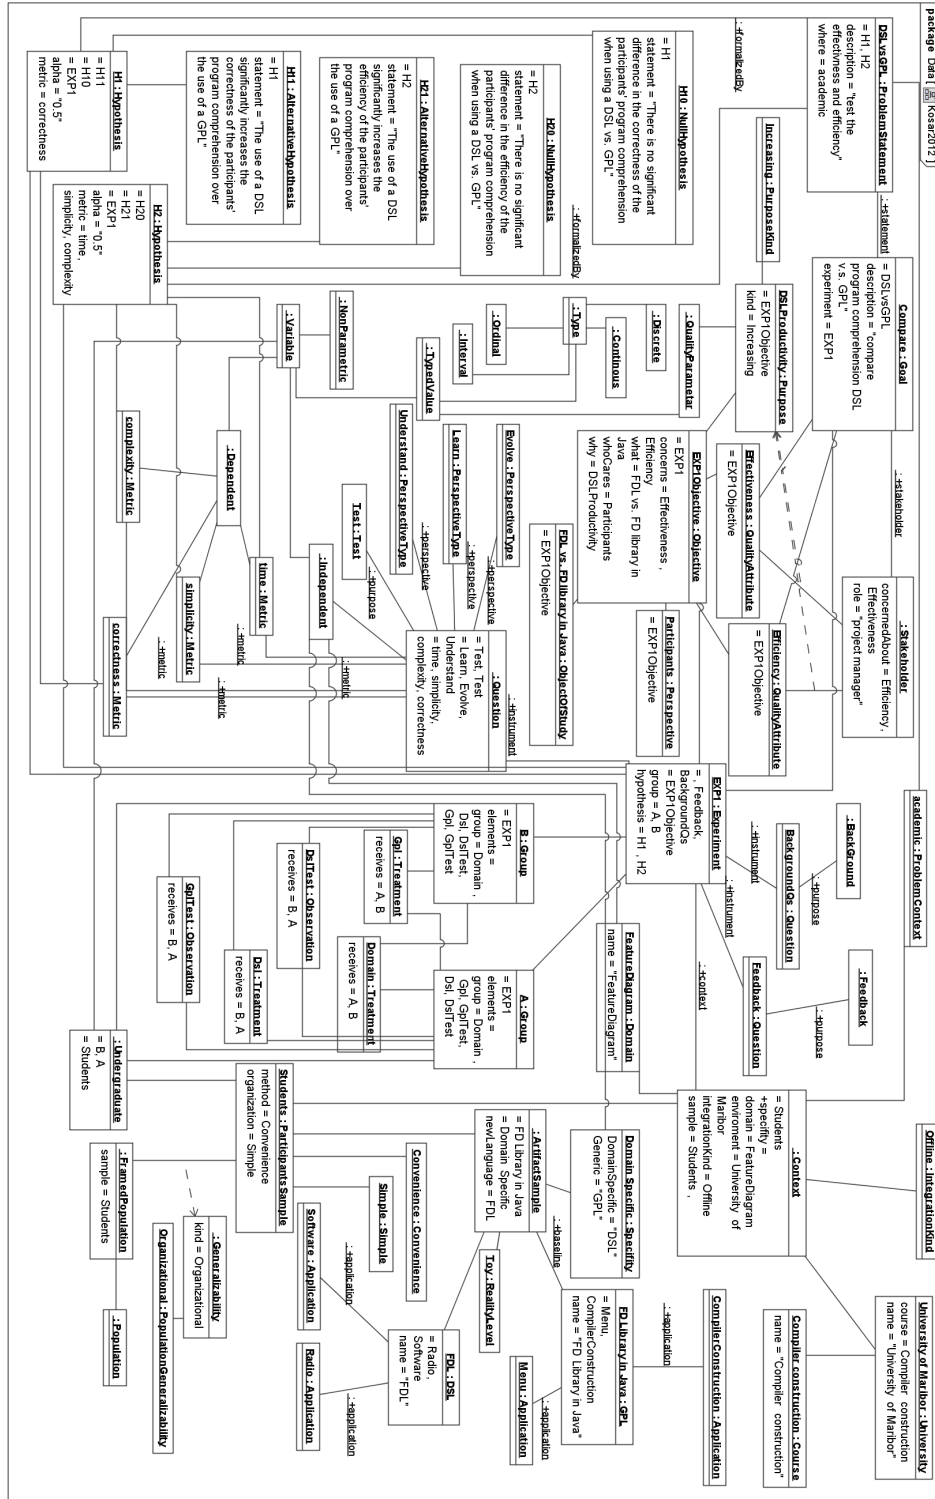 package Data[ Kosar2012 ]
DSLvsGPL : ProblemStatement
= H1, H2
description = "test the
effectivness and efficiency"
where = academic
: +formalizedBy
: +statement
Compare : Goal
= DSLvsGPL
description = "compare
program comprehension DSL
v.s. GPL"
experiment = EXP1
: +stakeholder
: Stakeholder
concernedAbout = Efficiency,
Effectiveness
role = "project manager"
academic : ProblemContext
Offline : IntegrationKind
University of Maribor : University
course = Compiler construction
name = "University of Maribor"
Increasing : PurposeKind
DSLProductivity : Purpose
= EXP1Objective
kind = Increasing
Effectiveness : QualityAttribute
= EXP1Objective
Efficiency : QualityAttribute
= EXP1Objective
: BackGround
: +purpose
BackgroundQs : Question
: +instrument
: Feedback
: +purpose
Feedback : Question
: +instrument
: +context
: Context
= Students
+specifity =
domain = FeatureDiagram
enviroment = University of
Maribor
integrationKind = Offline
sample = Students ,
Compiler construction : Course
name = "Compiler construction"
H10 : NullHypothesis
= H1
statement = "There is no significant
difference in the correctness of the
participants' program comprehension
when using a DSL vs. GPL"
: QualityParametar
EXP1Objective : Objective
= EXP1
concerns = Effectiveness ,
Efficiency
what = FDL vs. FD library in
Java
whoCares = Participants
why = DSLProductivity
Participants : Perspective
= EXP1Objective
EXP1 : Experiment
= , Feedback,
BackgroundQs
= EXP1Objective
group = A, B
hypothesis = H1 , H2
FeatureDiagram : Domain
name = "FeatureDiagram"
Domain Specific : Specifity
DomainSpecific = "DSL"
Generic = "GPL"
CompilerConstruction : Application
: +application
FD Library in Java : GPL
= Menu,
CompilerConstruction
name = "FD Library in Java"
: +baseline
Menu : Application
: +application
H20 : NullHypothesis
= H2
statement = "There is no significant
difference in the efficiency of the
participants' program comprehension
when using a DSL vs. GPL"
: +formalizedBy
: Discrete
: Continous
: Type
: Ordinal
: Interval
: TypedValue
FDL vs. FD library in Java : ObjectOfStudy
= EXP1Objective
Evolve : PerspectiveType
: +perspective
Learn : PerspectiveType
: +perspective
Understand : PerspectiveType
: +perspective
Test : Test
: +purpose
: +instrument
: Question
= Test, Test
= Learn, Evolve,
Understand
= time, simplicity,
complexity, correctness
B : Group
= EXP1
elements =
group = Domain ,
Dsl, DslTest,
Gpl, GplTest,
A : Group
= EXP1
elements =
group = Domain ,
Gpl, GplTest,
Dsl, DslTest
Gpl : Treatment
receives = A, B
Domain : Treatment
receives = A, B
DslTest : Observation
receives = B, A
Dsl : Treatment
receives = B, A
GplTest : Observation
receives = B, A
: ArtifactSample
= FD Library in Java
= Domain Specific
newLanguage = FDL
Toy : RealityLevel
FDL : DSL
= Radio,
Software
name = "FDL"
Convenience : Convenience
Simple : Simple
Software : Application
: +application
Radio : Application
: +application
H21 : AlternativeHypothesis
= H2
statement = "The use of a DSL
significantly increases the
efficiency of the participants'
program comprehension over
the use of a GPL"
: NonParametric
: Variable
: Independent
: Dependent
time : Metric
: +metric
simplicity : Metric
: +metric
complexity : Metric
: +metric
correctness : Metric
: +metric
Students : ParticipantsSample
method = Convenience
organization = Simple
: Generalizability
kind = Organizational
Organizational : PopulationGeneralizability
H11 : AlternativeHypothesis
= H1
statement = "The use of a DSL
significantly increases the
correctness of the participants'
program comprehension over
the use of a GPL"
H2 : Hypothesis
= H20
= H21
= EXP1
alpha = "0.5"
metric = time,
simplicity, complexity
: Undergraduate
= B, A
= Students
: FramedPopulation
sample = Students
: Population
H1 : Hypothesis
= H11
= H10
= EXP1
alpha = "0.5"
metric = correctness